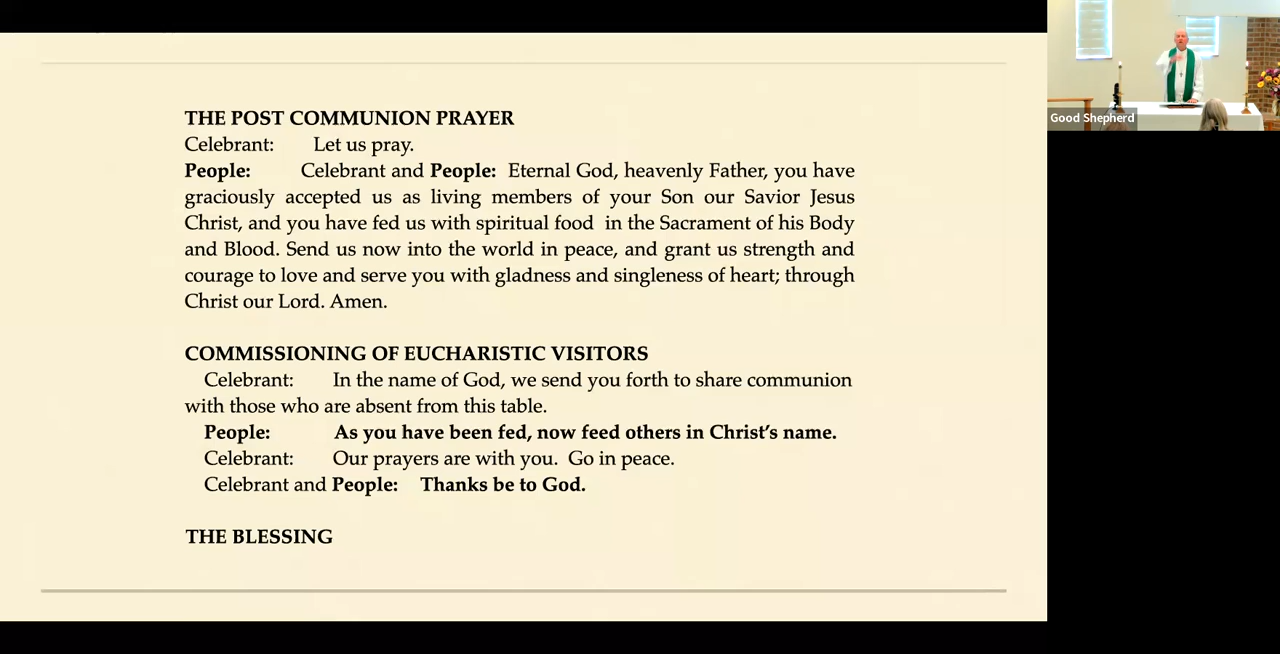 THE POST COMMUNION PRAYER
Celebrant: Let us pray.
People: Celebrant and People: Eternal God, heavenly Father, you have
graciously accepted us as living members of your Son our Savior Jesus
Christ, and you have fed us with spiritual food in the Sacrament of his Body
and Blood. Send us now into the world in peace, and grant us strength and
courage to love and serve you with gladness and singleness of heart; through
Christ our Lord. Amen.
COMMISSIONING OF EUCHARISTIC VISITORS
Celebrant: In the name of God, we send you forth to share communion
with those who are absent from this table.
People: As you have been fed, now feed others in Christ's name.
Celebrant: Our prayers are with you. Go in peace.
Celebrant and People: Thanks be to God.
THE BLESSING
Good Shepherd